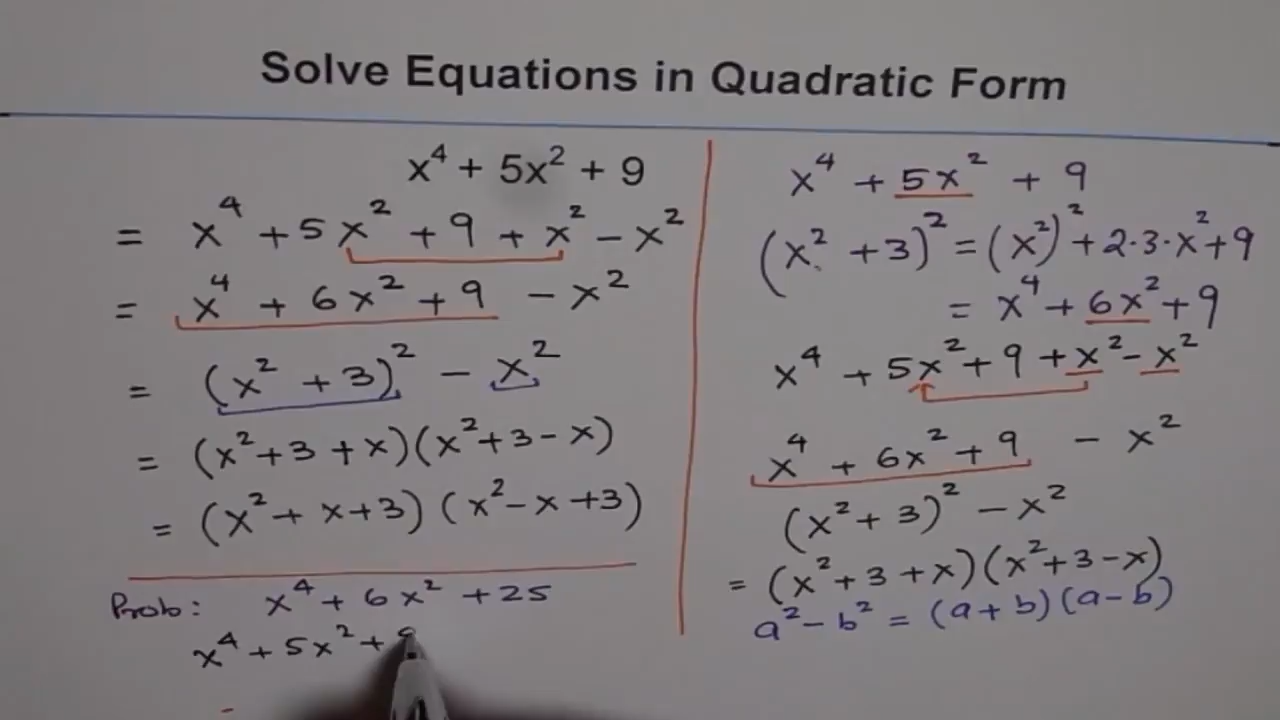 Solve Equations in Quadratic Form
x⁴ + 5x² + 9
= x⁴ + 5x² + 9 + x² − x²
= x⁴ + 6x² + 9 − x²
= (x² + 3)² − x²
= (x² + 3 + x)(x² + 3 − x)
= (x² + x + 3)(x² − x + 3)
Prob: x⁴ + 6x² + 25
x⁴ + 5x² +
x⁴ + 5x² + 9
(x² + 3)² = (x²)² + 2·3·x² + 9
= x⁴ + 6x² + 9
x⁴ + 5x² + 9 + x² − x²
x⁴ + 6x² + 9 − x²
(x² + 3)² − x²
= (x² + 3 + x)(x² + 3 − x)
a² − b² = (a + b)(a − b)